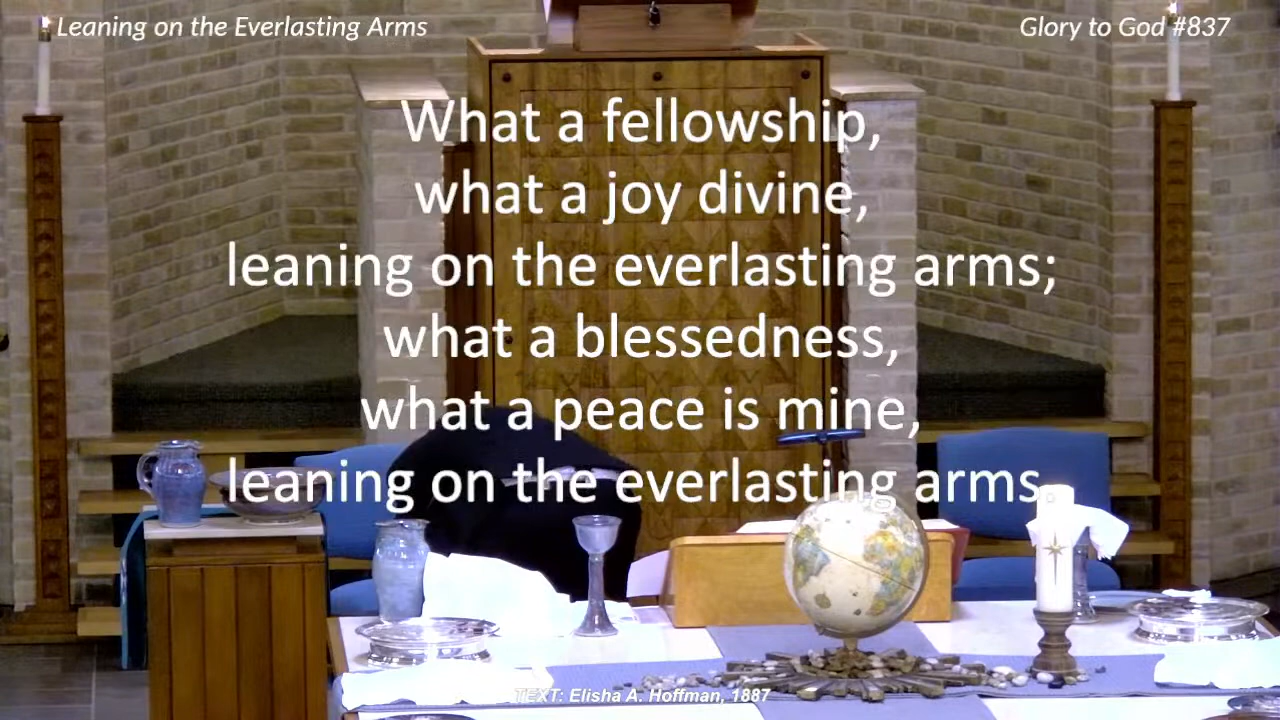 Leaning on the Everlasting Arms
Glory to God #837
What a fellowship,
what a joy divine,
leaning on the everlasting arms;
what a blessedness,
what a peace is mine,
leaning on the everlasting arms.
TEXT: Elisha A. Hoffman, 1887